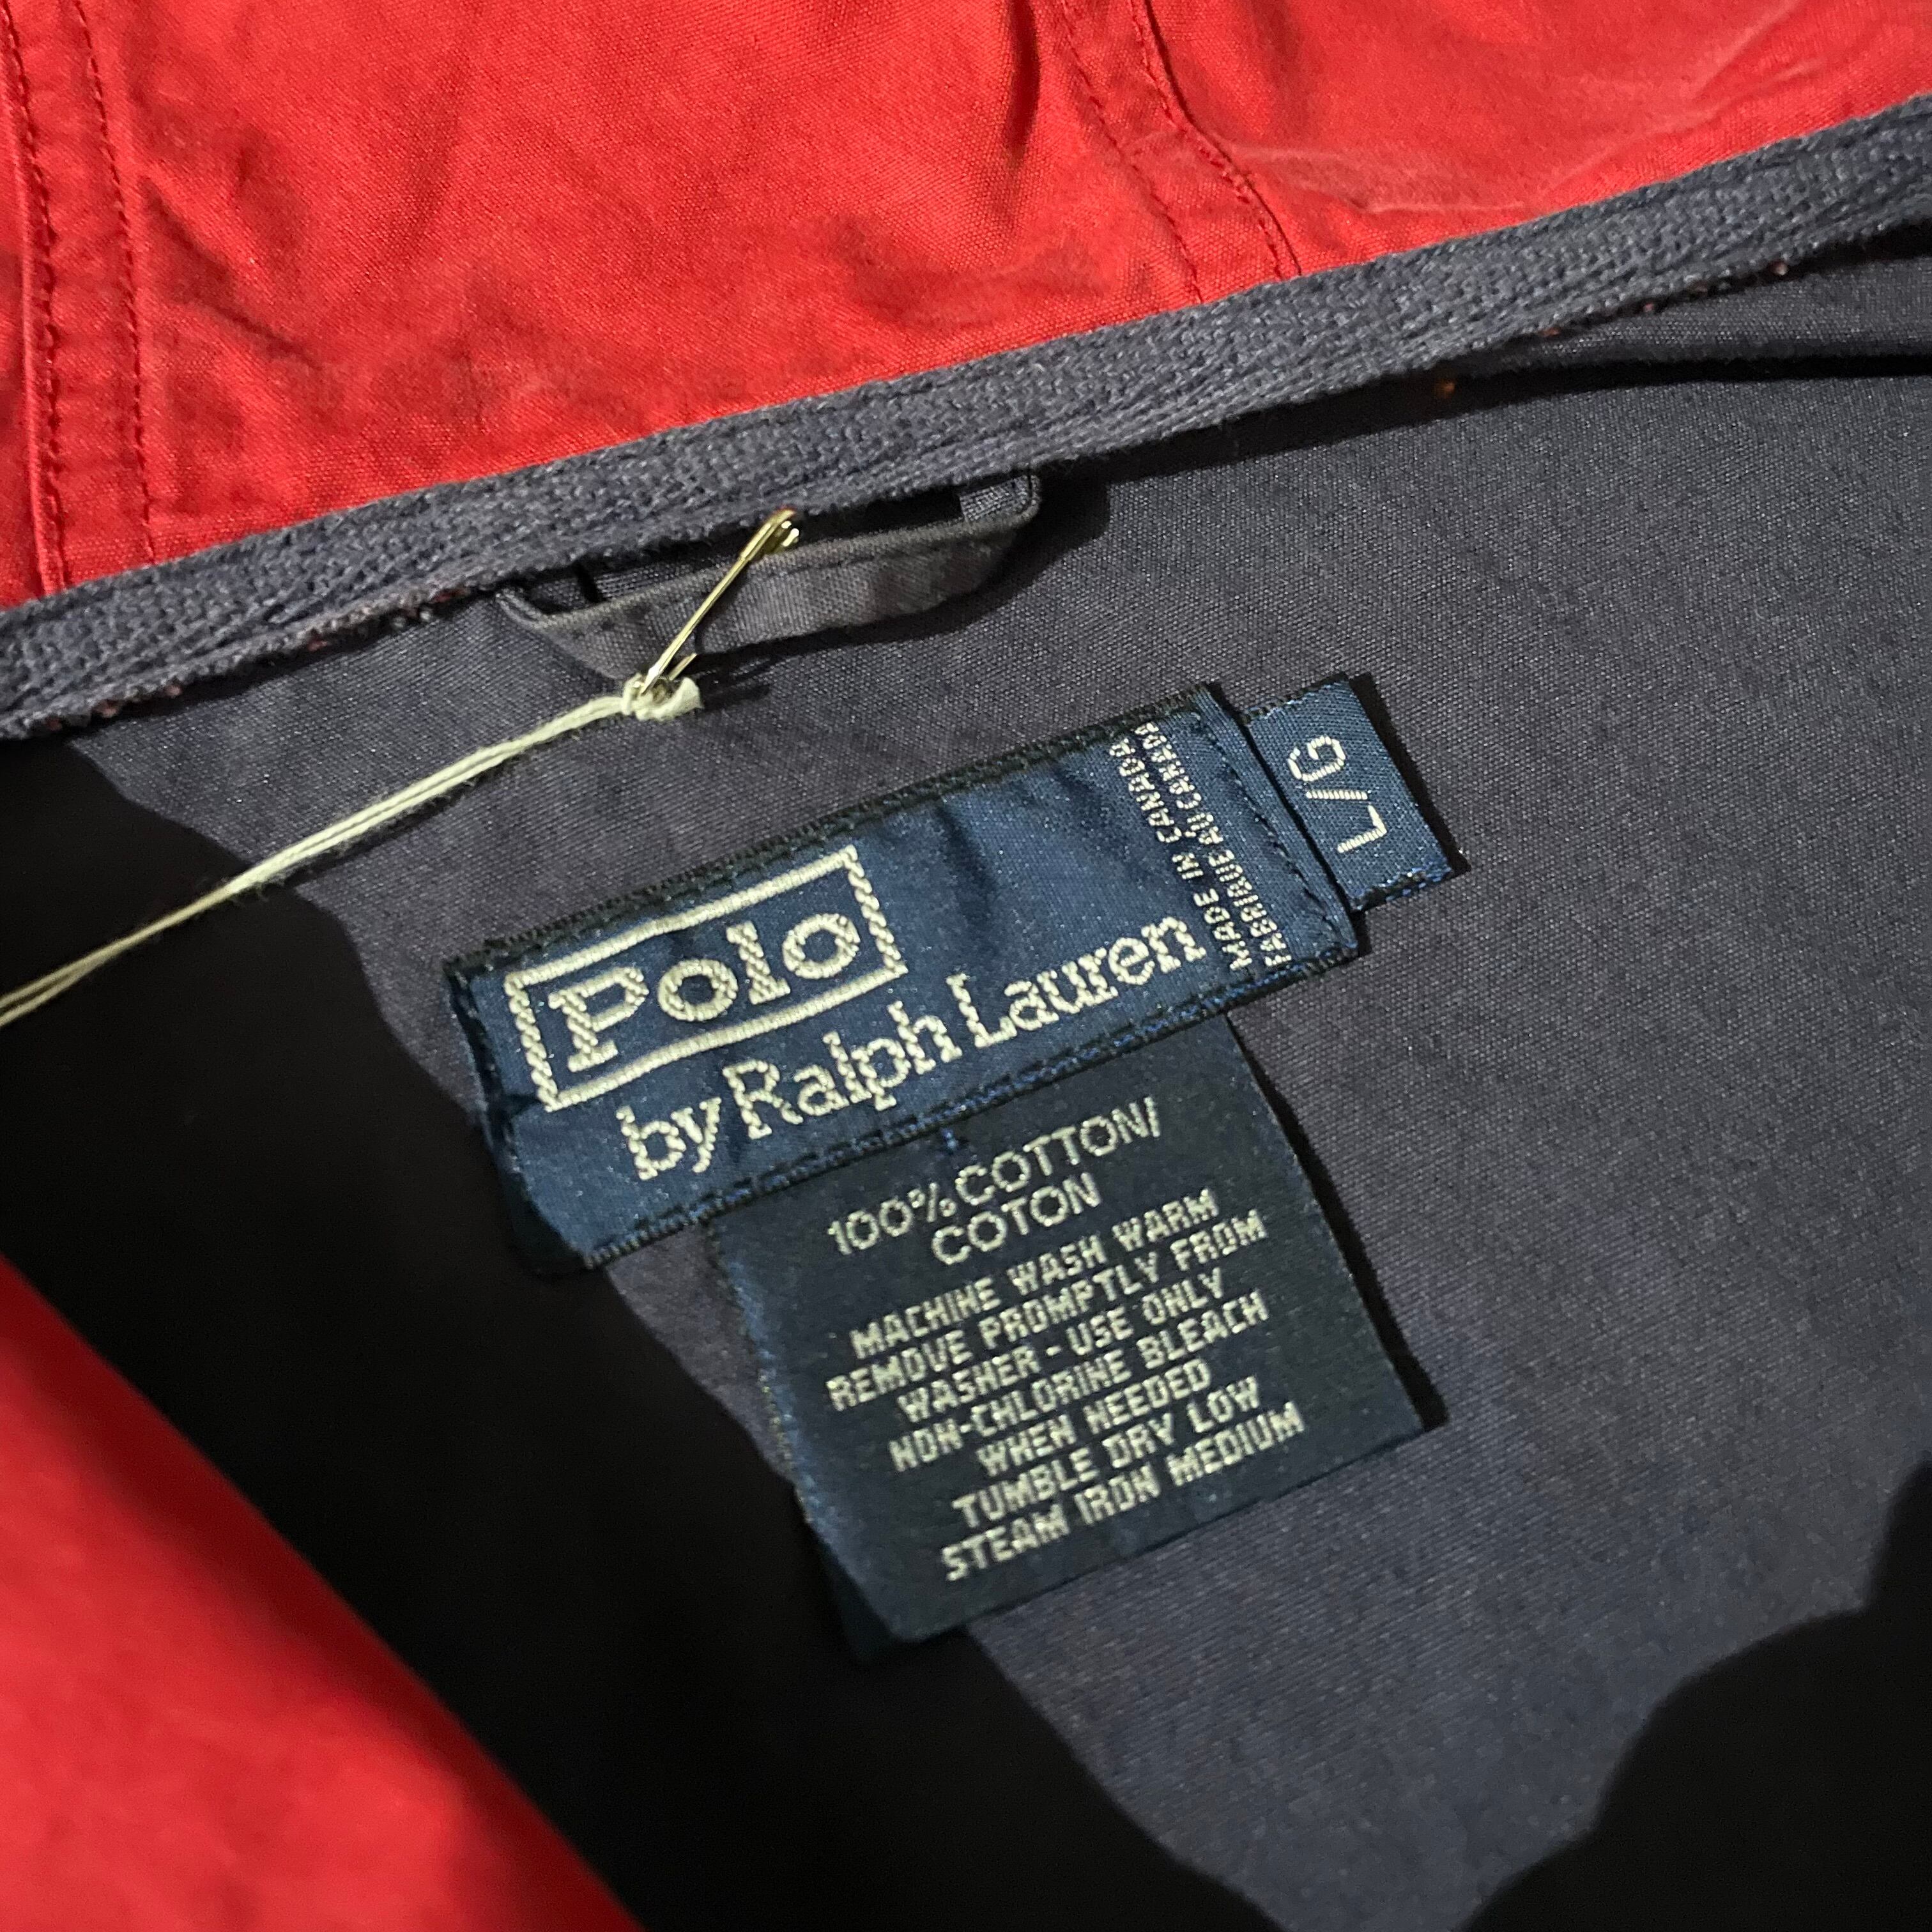 Polo
by Ralph Lauren
MADE IN CANADA
FABRIQUE AU CANADA
L/G
100% COTTON/
COTON
MACHINE WASH WARM
REMOVE PROMPTLY FROM
WASHER - USE ONLY
NON-CHLORINE BLEACH
WHEN NEEDED
TUMBLE DRY LOW
STEAM IRON MEDIUM